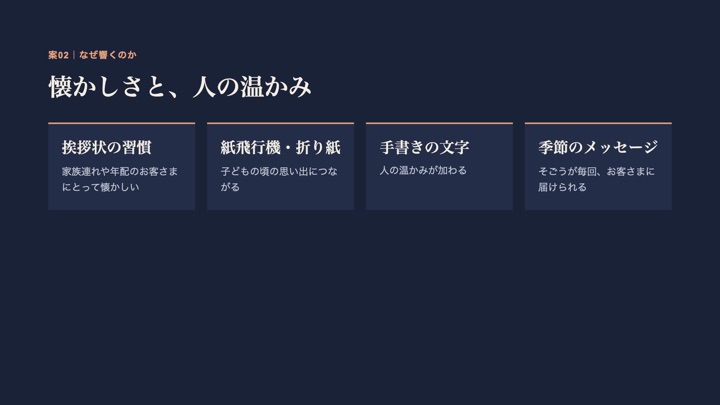 案02｜なぜ響くのか
懐かしさと、人の温かみ
挨拶状の習慣
家族連れや年配のお客さま
にとって懐かしい
紙飛行機・折り紙
子どもの頃の思い出につな
がる
手書きの文字
人の温かみが加わる
季節のメッセージ
そごうが毎回、お客さまに
届けられる